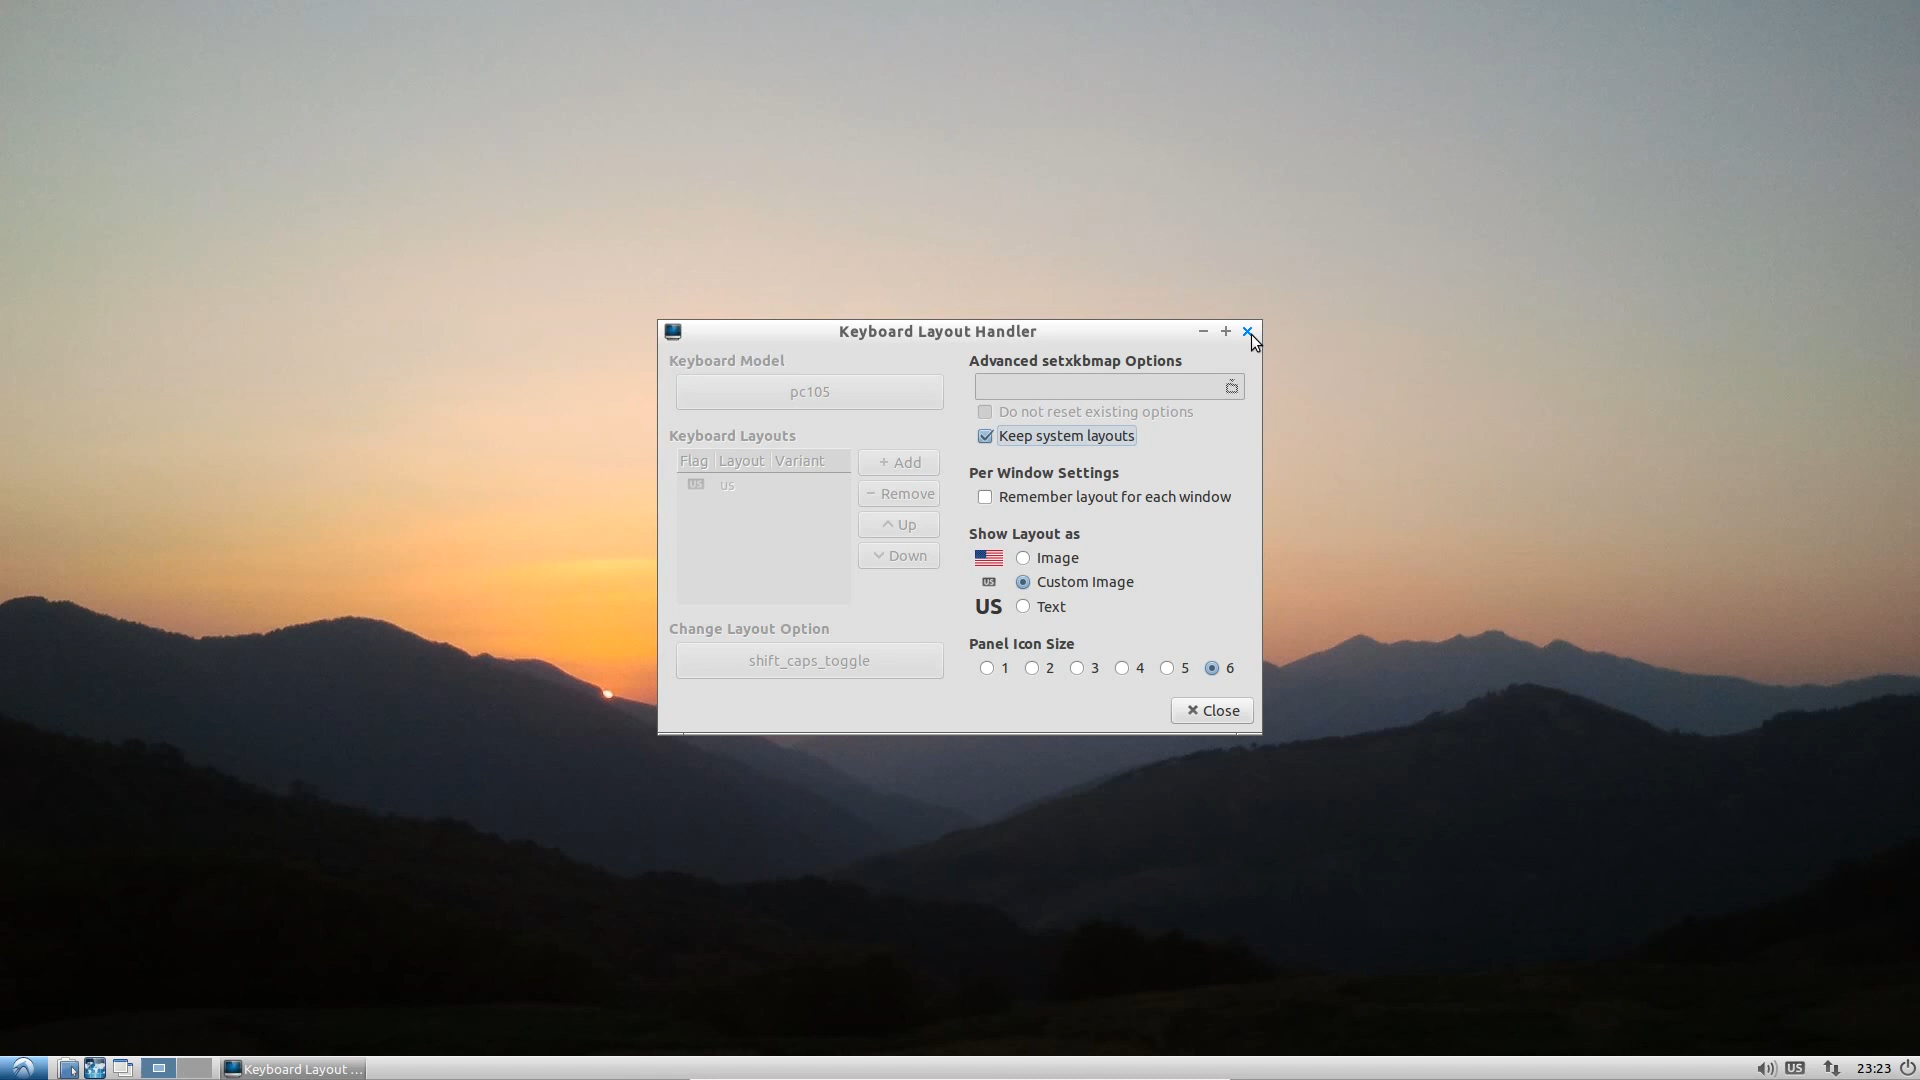 Keyboard Layout Handler
Keyboard Model
pc105
Keyboard Layouts
Flag Layout Variant
US us
+ Add
− Remove
Up
Down
Change Layout Option
shift_caps_toggle
Advanced setxkbmap Options
Do not reset existing options
Keep system layouts
Per Window Settings
Remember layout for each window
Show Layout as
Image
US Custom Image
US Text
Panel Icon Size
1 2 3 4 5 6
Close
Keyboard Layout ...
US
23:23